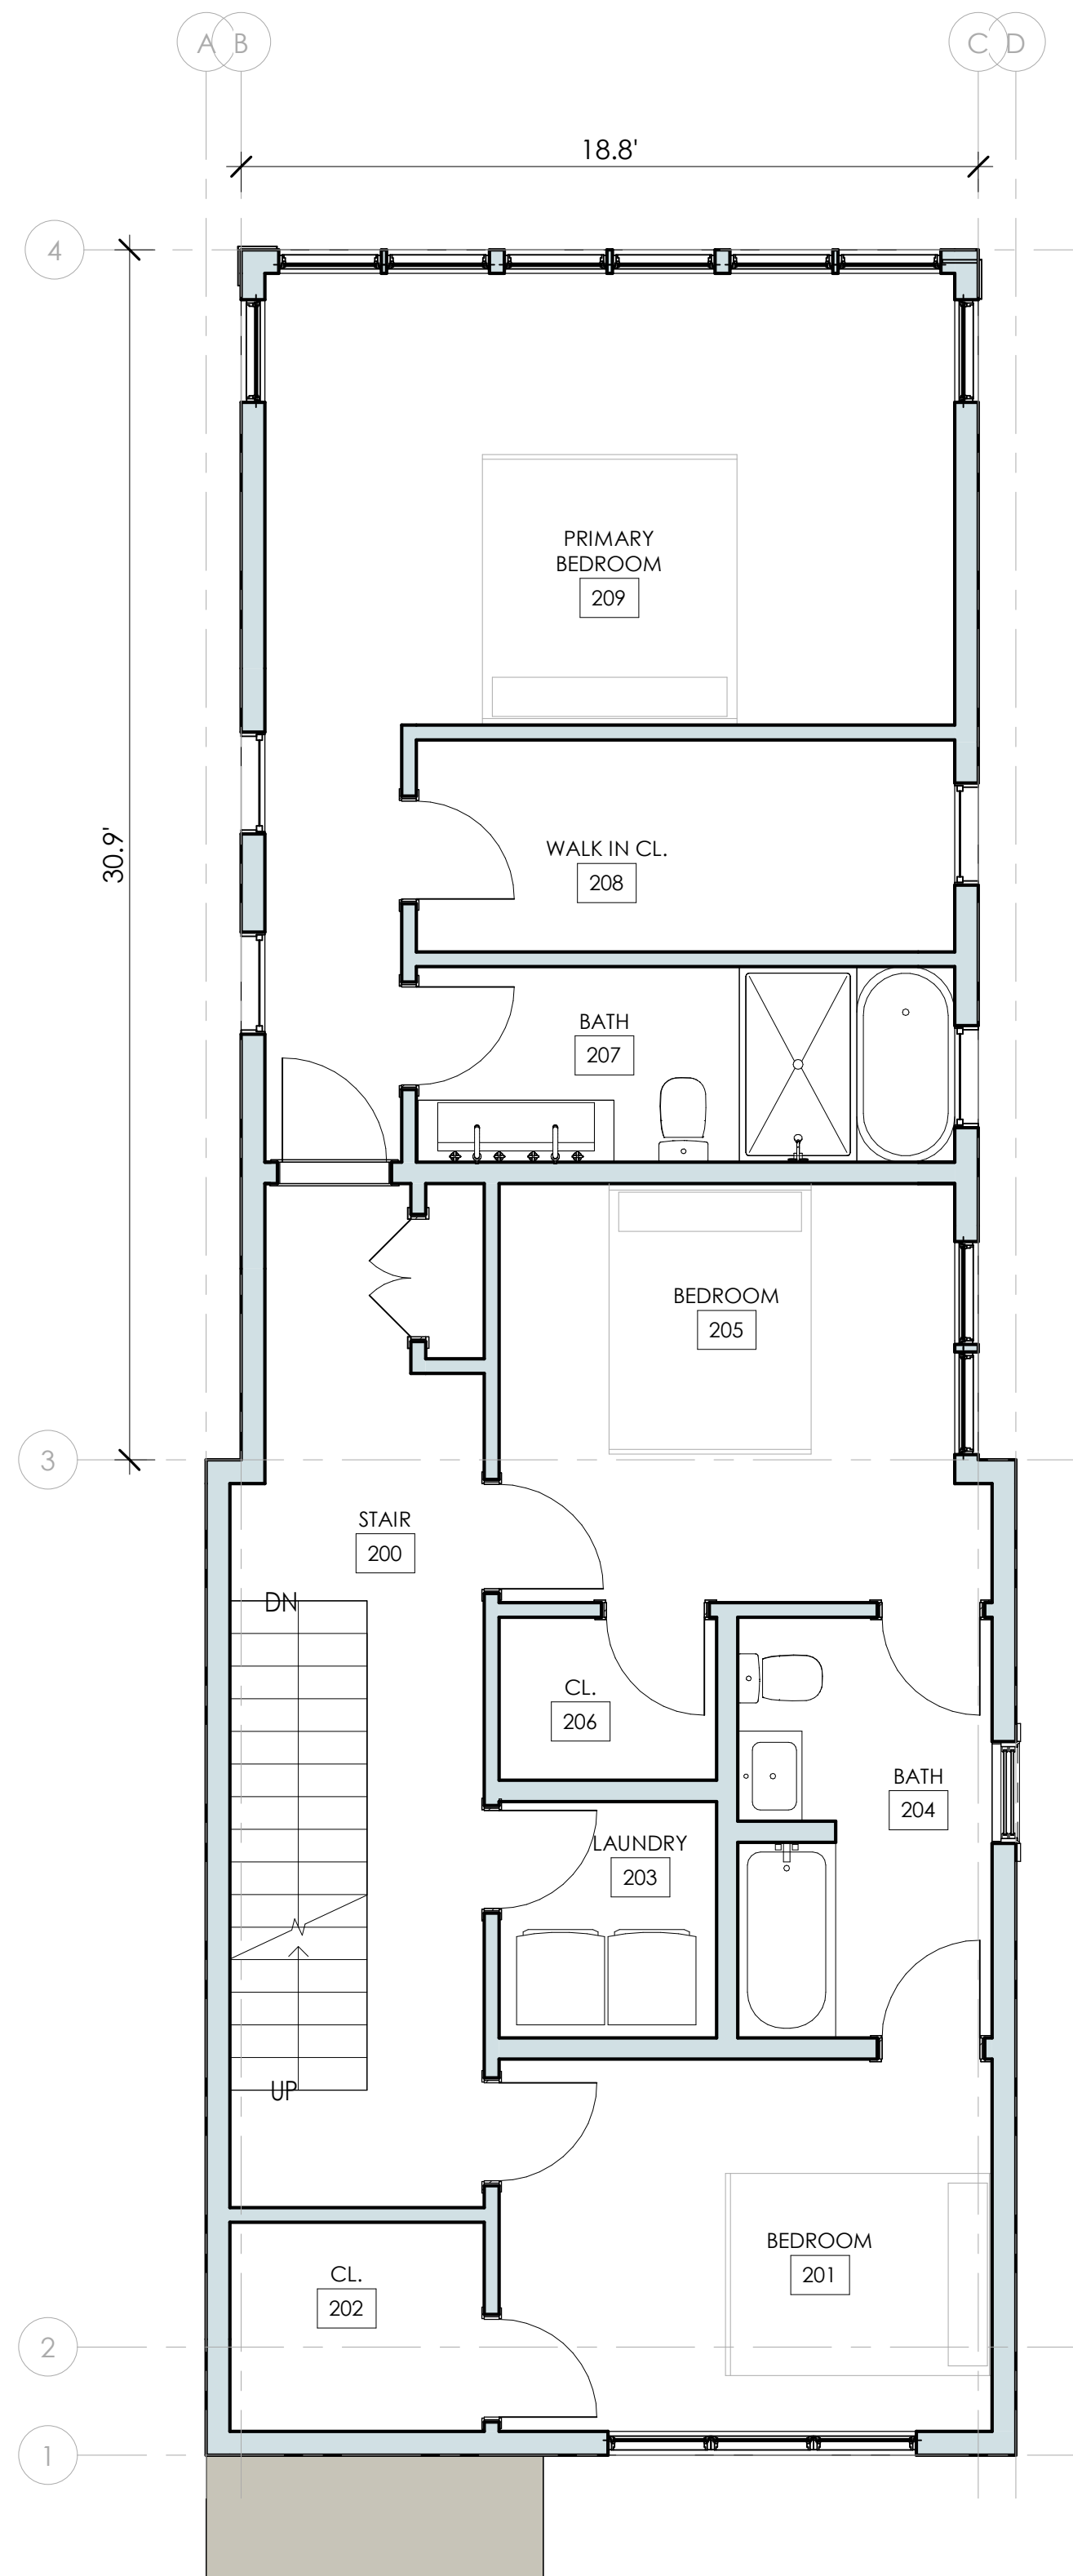 A B C D
18.8'
4
PRIMARY
BEDROOM
209
30.9'
WALK IN CL.
208
BATH
207
BEDROOM
205
3
STAIR
200
DN
CL.
206
BATH
204
LAUNDRY
203
UP
BEDROOM
201
CL.
202
2
1